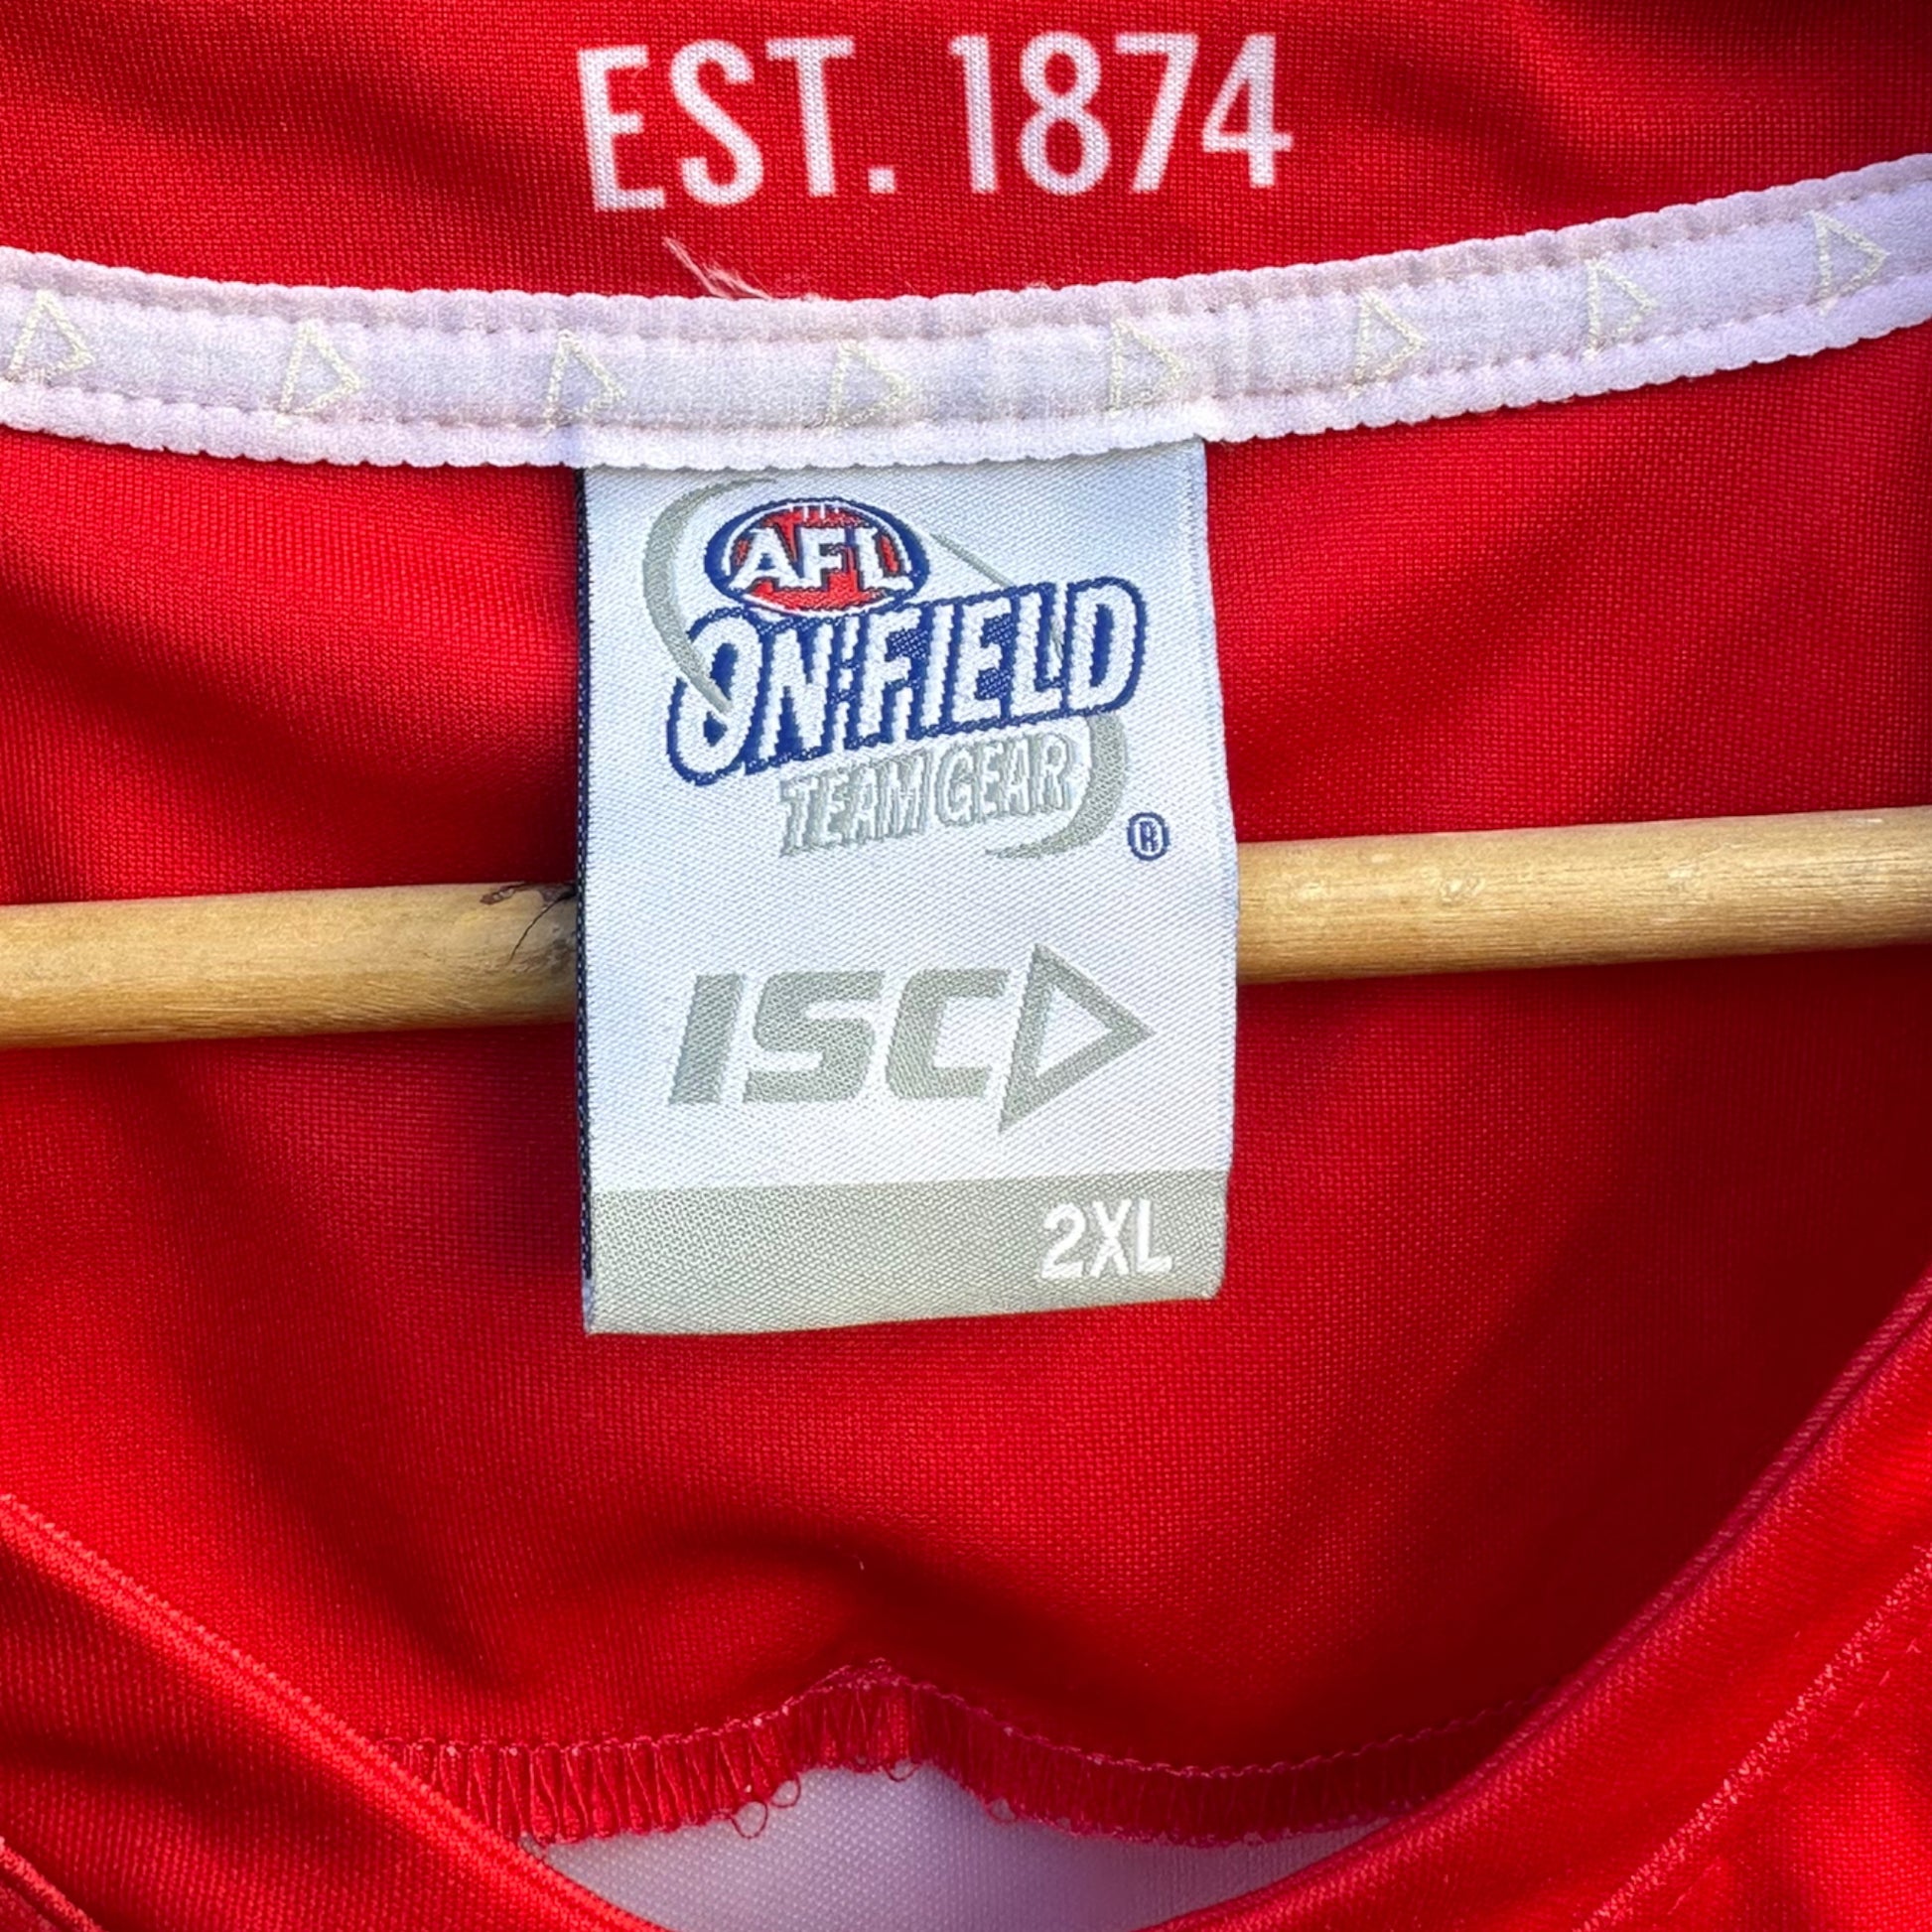 EST. 1874
AFL
ON:FIELD
TEAM GEAR
®
ISC
2XL